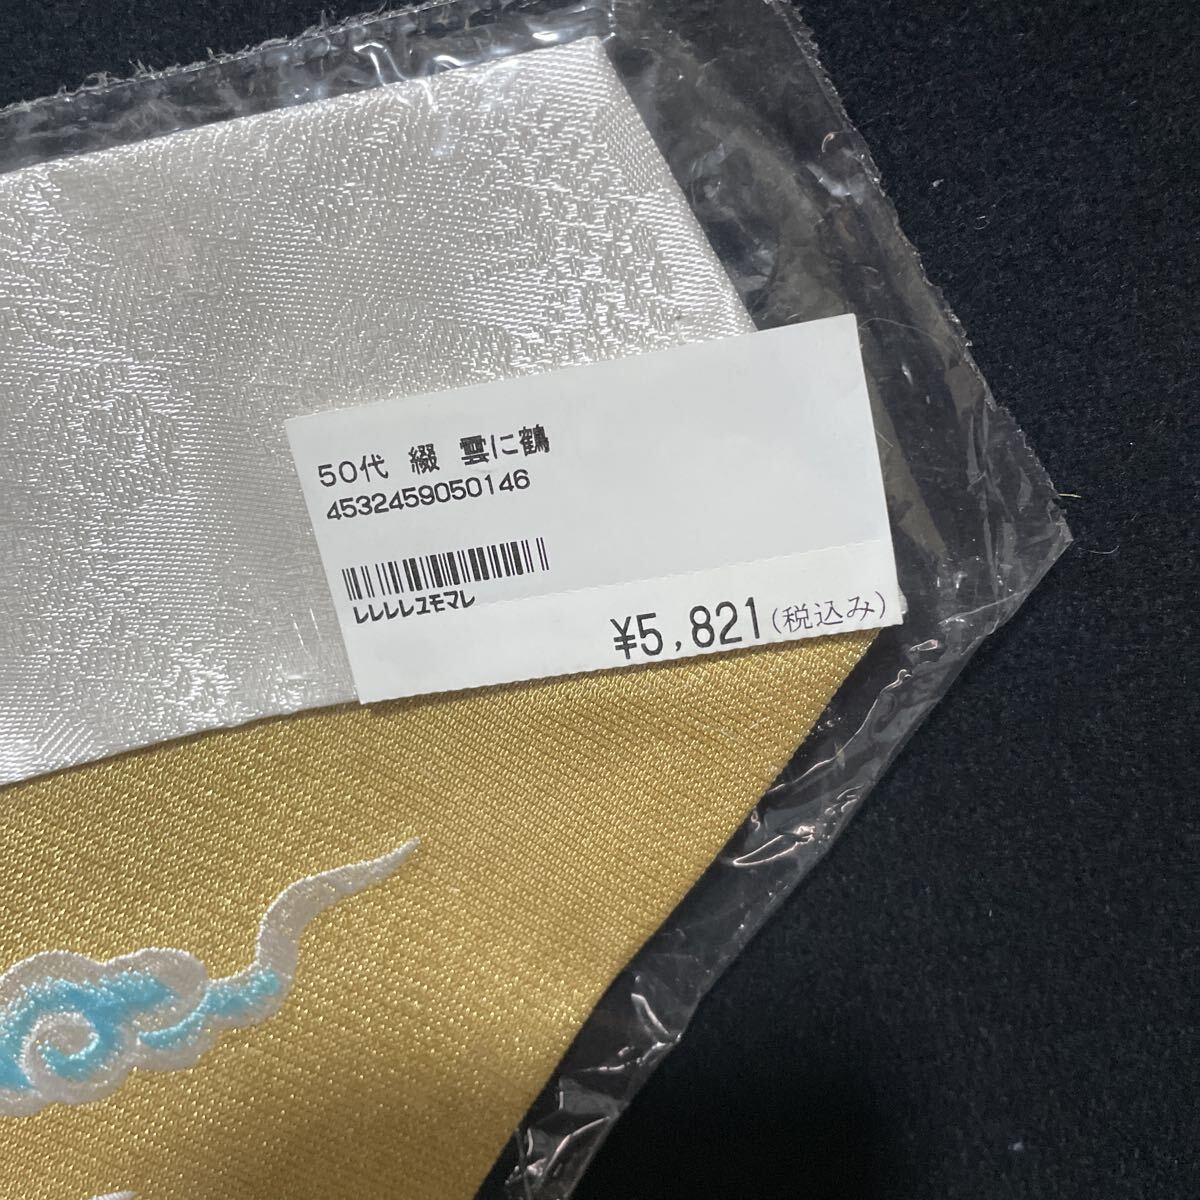 50代 綴 雲に鶴
4532459050146
レレレレユモマレ
¥5,821(税込み)